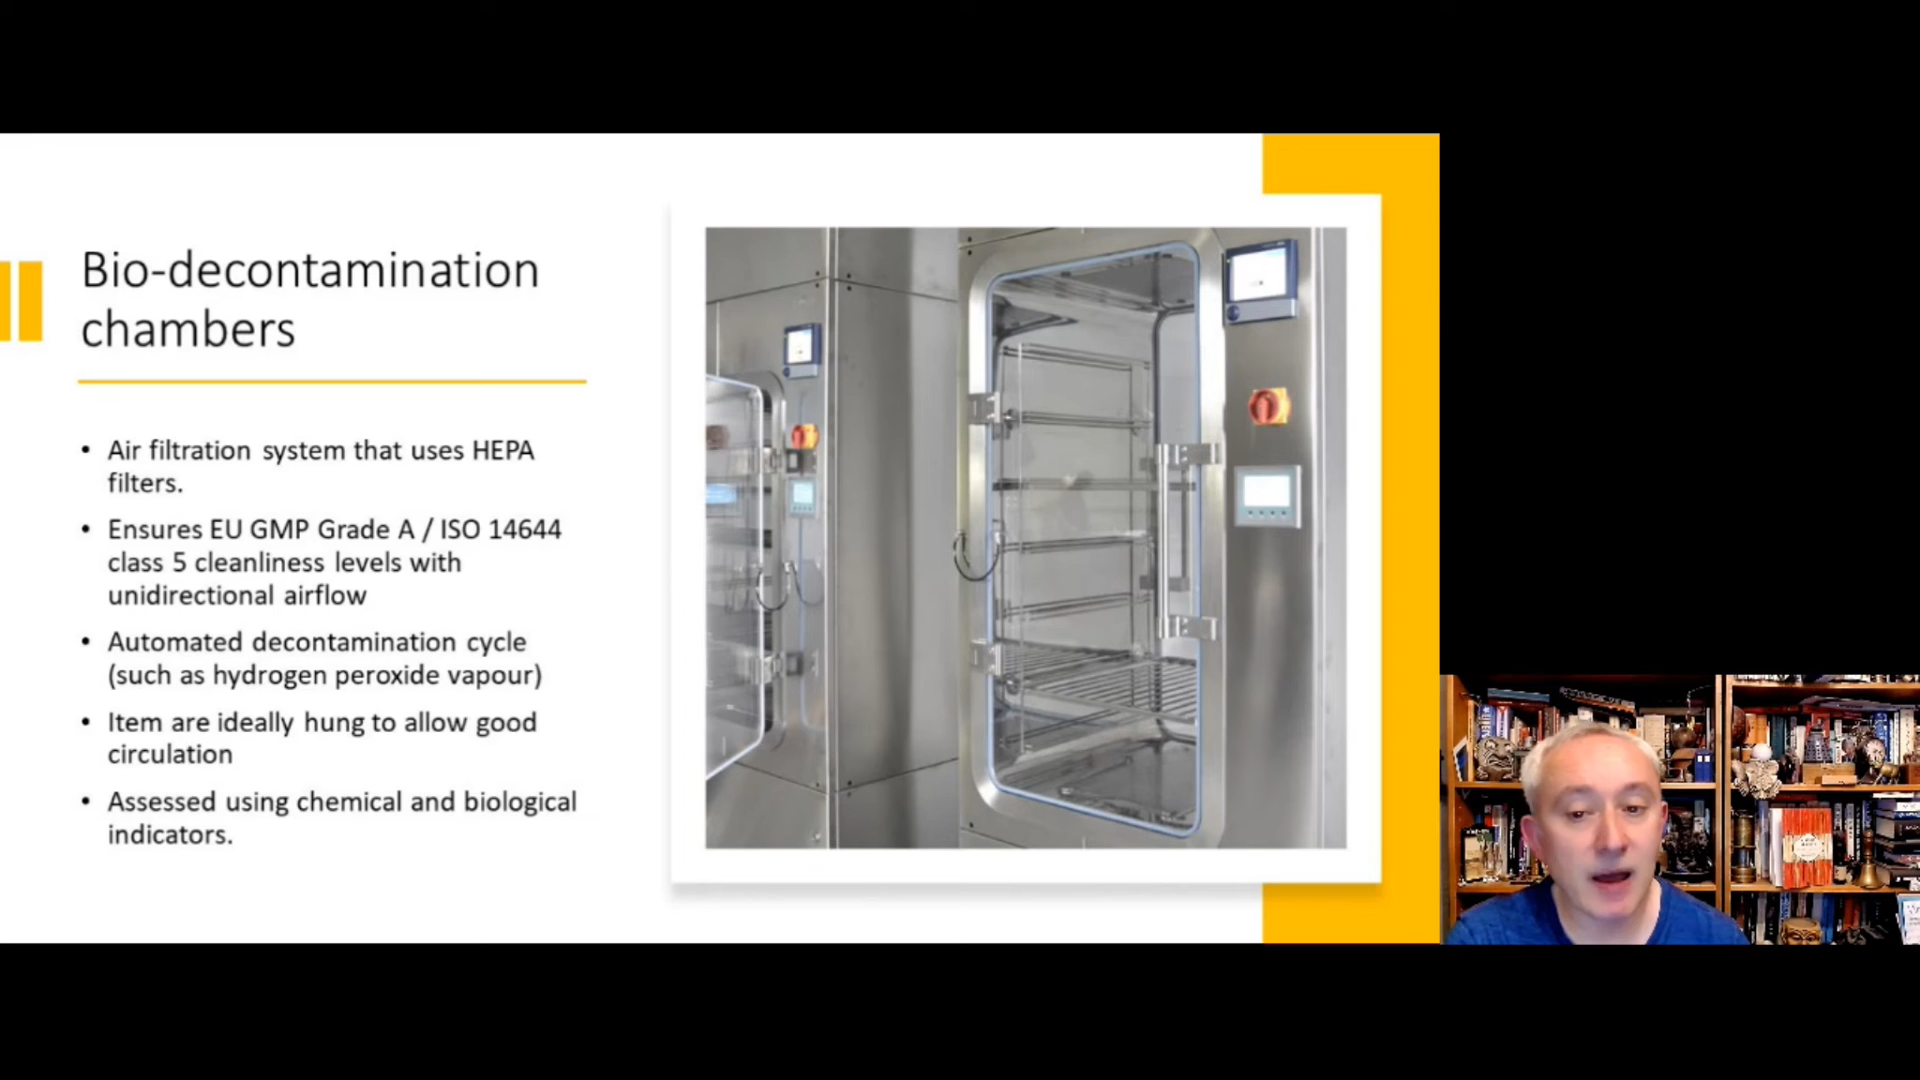 Bio-decontamination
chambers
• Air filtration system that uses HEPA
filters.
• Ensures EU GMP Grade A / ISO 14644
class 5 cleanliness levels with
unidirectional airflow
• Automated decontamination cycle
(such as hydrogen peroxide vapour)
• Item are ideally hung to allow good
circulation
• Assessed using chemical and biological
indicators.